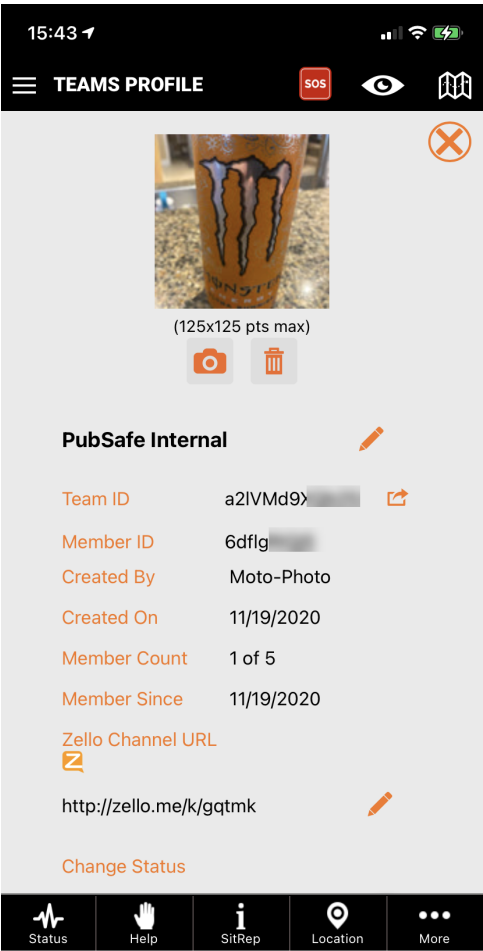 15:43
TEAMS PROFILE
SOS
MONSTER
(125x125 pts max)
PubSafe Internal
Team ID a2lVMd9X
Member ID 6dflg
Created By Moto-Photo
Created On 11/19/2020
Member Count 1 of 5
Member Since 11/19/2020
Zello Channel URL
Z
http://zello.me/k/gqtmk
Change Status
Status Help SitRep Location More